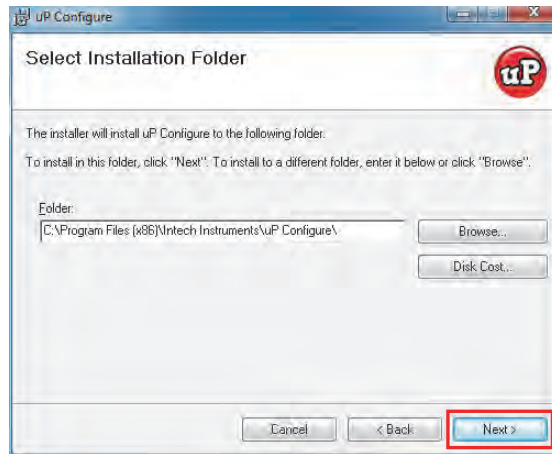 uP Configure
Select Installation Folder
uP
The installer will install uP Configure to the following folder.
To install in this folder, click "Next". To install to a different folder, enter it below or click "Browse".
Folder:
C:\Program Files (x86)\Intech Instruments\uP Configure\
Browse...
Disk Cost...
Cancel
< Back
Next >